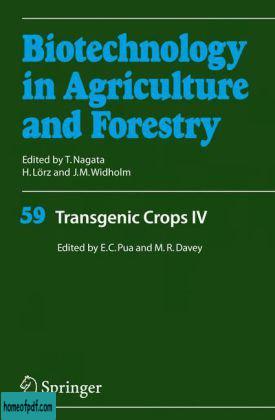 Biotechnology
in Agriculture
and Forestry
Edited by T. Nagata
H. Lörz and J. M. Widholm
59 Transgenic Crops IV
Edited by E. C. Pua and M. R. Davey
Springer
homeofpdf.com